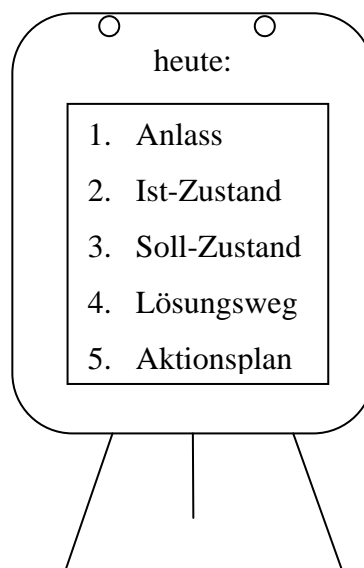 heute:
1. Anlass
2. Ist-Zustand
3. Soll-Zustand
4. Lösungsweg
5. Aktionsplan